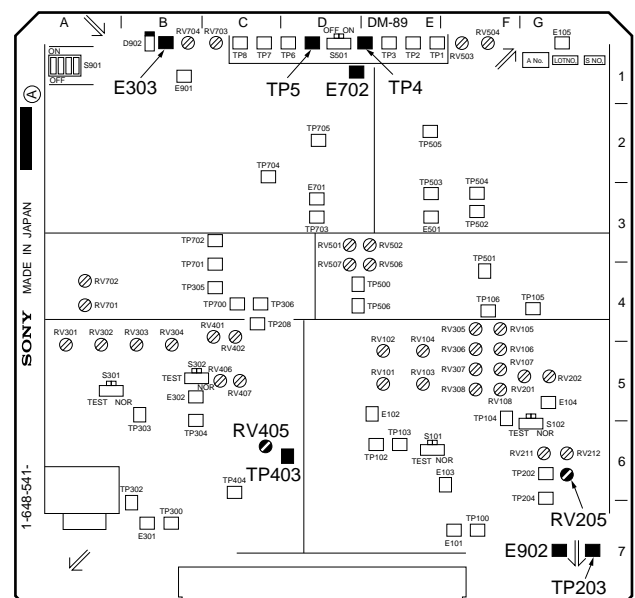 A B C D DM-89 E F G
RV704 RV703 OFF ON RV504 E105
D902
ON
S901
OFF
TP8 TP7 TP6 S501 TP3 TP2 TP1 RV503
A No. LOTNO. S NO.
E303 E901 TP5 E702 TP4
1
A
TP705 TP505
2
TP704
E701 TP503 TP504
TP703 E501 TP502
3
TP702 RV501 RV502
TP701 RV507 RV506 TP501
RV702 TP305 TP500
RV701 TP700 TP306 TP506 TP106 TP105
4
TP208
RV301 RV302 RV303 RV304 RV401 RV402
RV305 RV105
RV102 RV104 RV306 RV106
S301 S302 RV406 RV307 RV107
TEST RV202
TEST NOR NOR RV407 RV101 RV103 RV308 RV201
5
E302 RV108 E104
TP303 TP304 E102 TP104 S102
TEST NOR
RV405 TP103 S101
TP102 TEST NOR RV211 RV212
6
TP403 E103 TP202
TP404 TP204
TP302
E301 TP300 E101 TP100 RV205
E902 7
TP203
SONY MADE IN JAPAN
1-648-541-